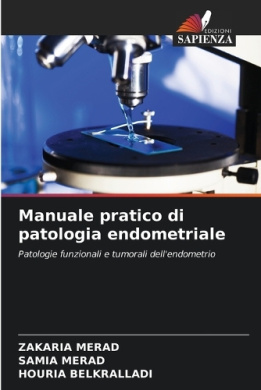 EDIZIONI
SAPIENZA
Manuale pratico di
patologia endometriale
Patologie funzionali e tumorali dell'endometrio
ZAKARIA MERAD
SAMIA MERAD
HOURIA BELKRALLADI